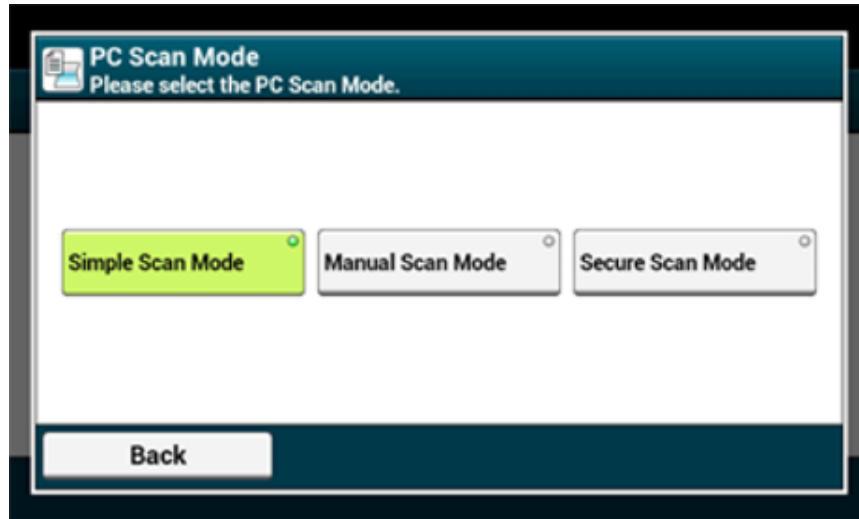 PC Scan Mode
Please select the PC Scan Mode.
Simple Scan Mode
Manual Scan Mode
Secure Scan Mode
Back